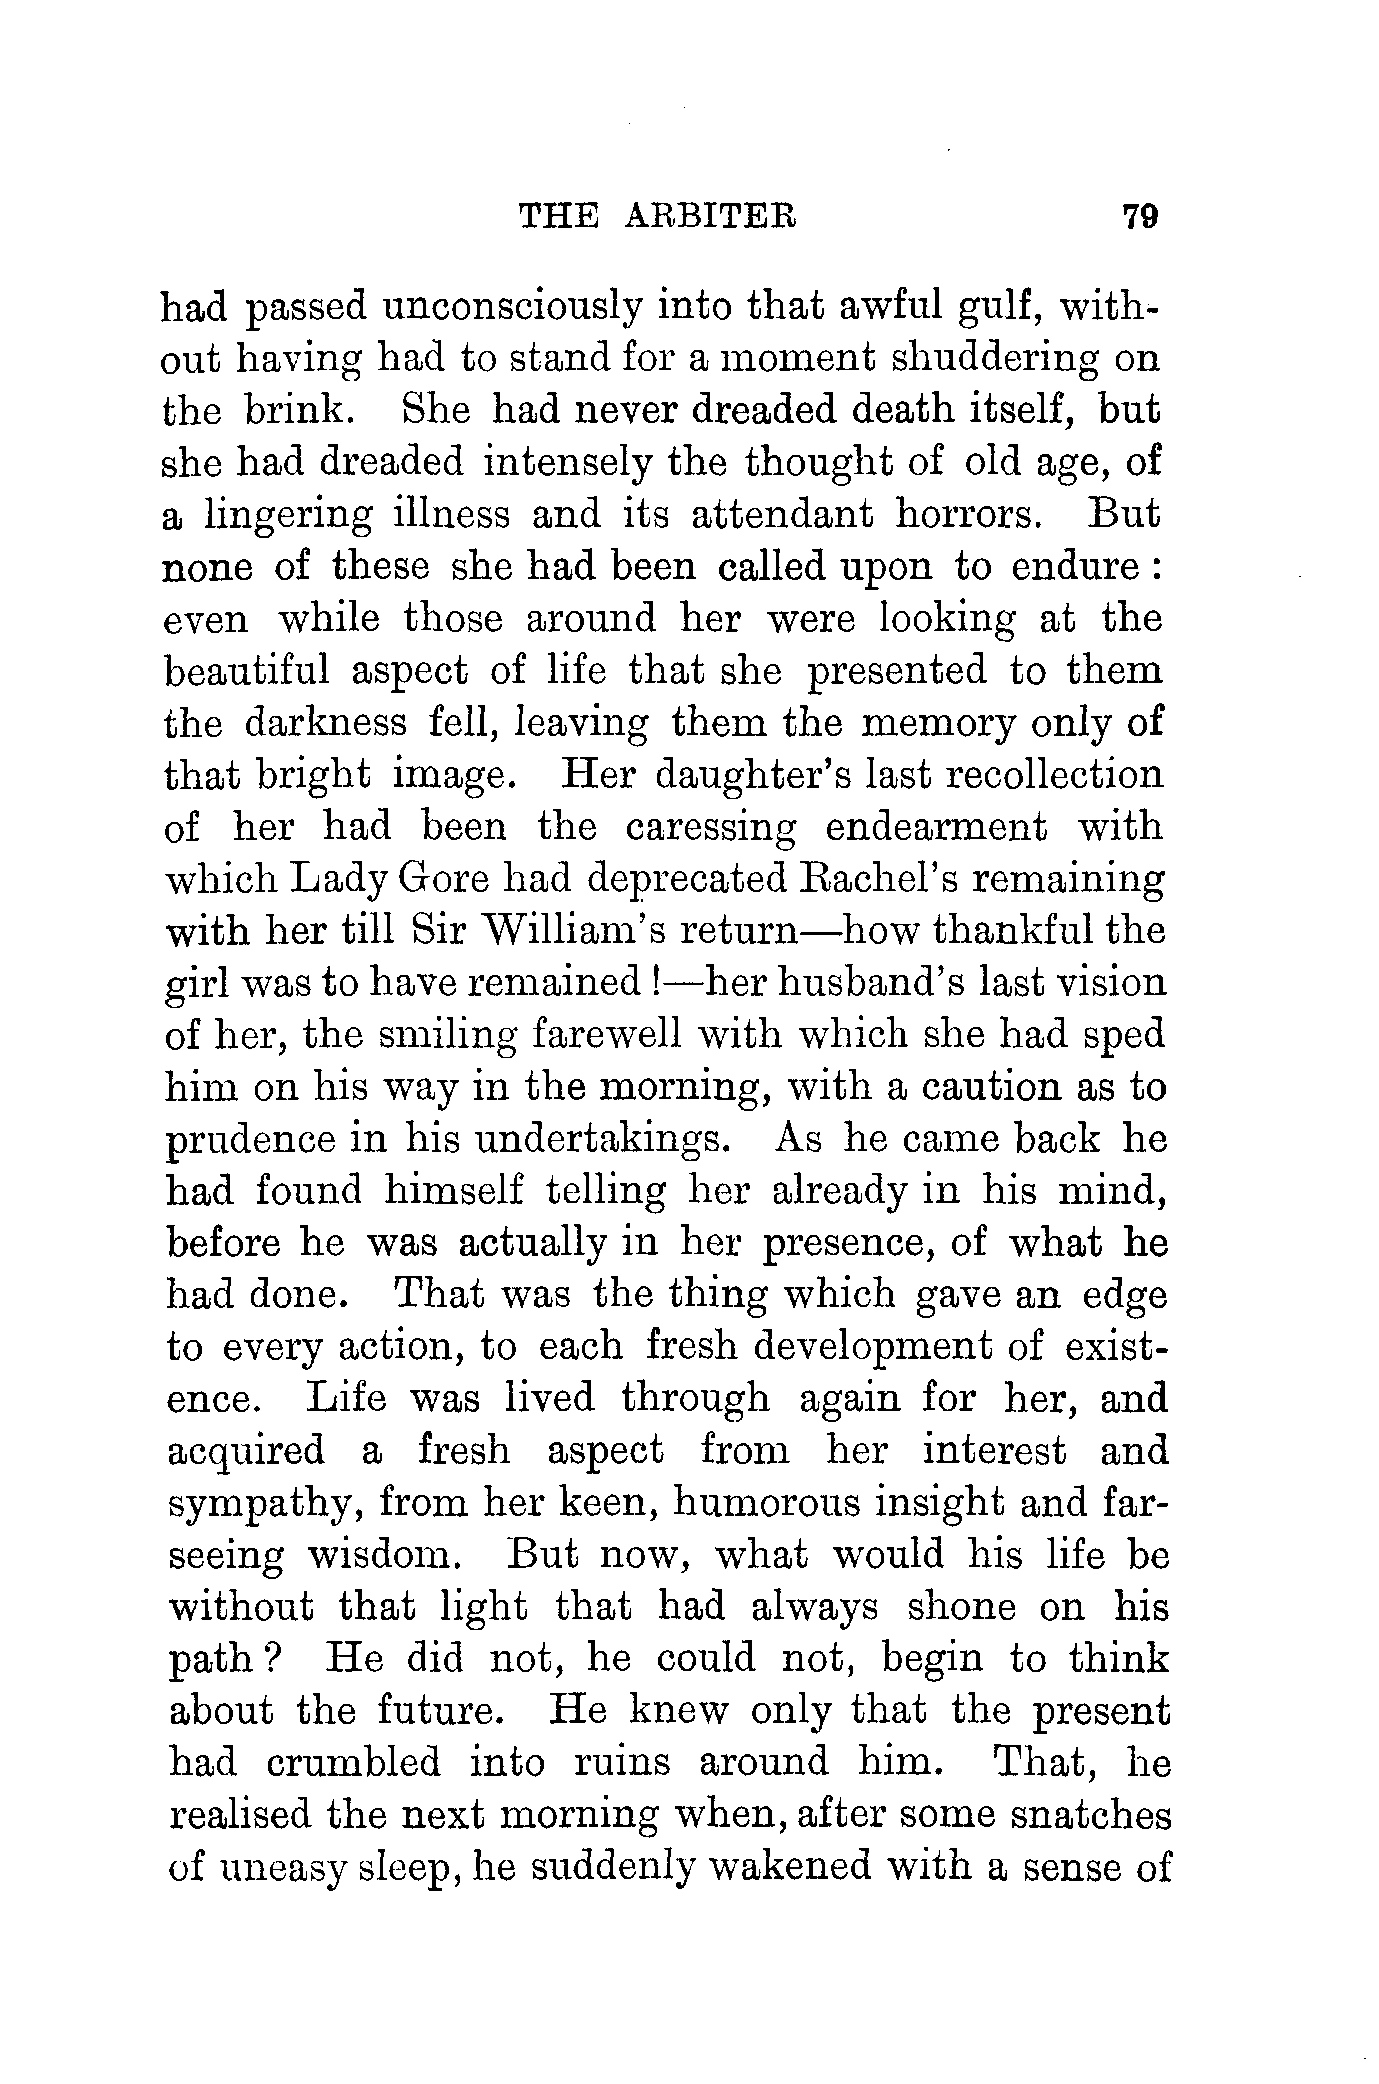 THE ARBITER 79
had passed unconsciously into that awful gulf, with-
out having had to stand for a moment shuddering on
the brink. She had never dreaded death itself, but
she had dreaded intensely the thought of old age, of
a lingering illness and its attendant horrors. But
none of these she had been called upon to endure :
even while those around her were looking at the
beautiful aspect of life that she presented to them
the darkness fell, leaving them the memory only of
that bright image. Her daughter's last recollection
of her had been the caressing endearment with
which Lady Gore had deprecated Rachel's remaining
with her till Sir William's return—how thankful the
girl was to have remained !—her husband's last vision
of her, the smiling farewell with which she had sped
him on his way in the morning, with a caution as to
prudence in his undertakings. As he came back he
had found himself telling her already in his mind,
before he was actually in her presence, of what he
had done. That was the thing which gave an edge
to every action, to each fresh development of exist-
ence. Life was lived through again for her, and
acquired a fresh aspect from her interest and
sympathy, from her keen, humorous insight and far-
seeing wisdom. But now, what would his life be
without that light that had always shone on his
path ? He did not, he could not, begin to think
about the future. He knew only that the present
had crumbled into ruins around him. That, he
realised the next morning when, after some snatches
of uneasy sleep, he suddenly wakened with a sense of